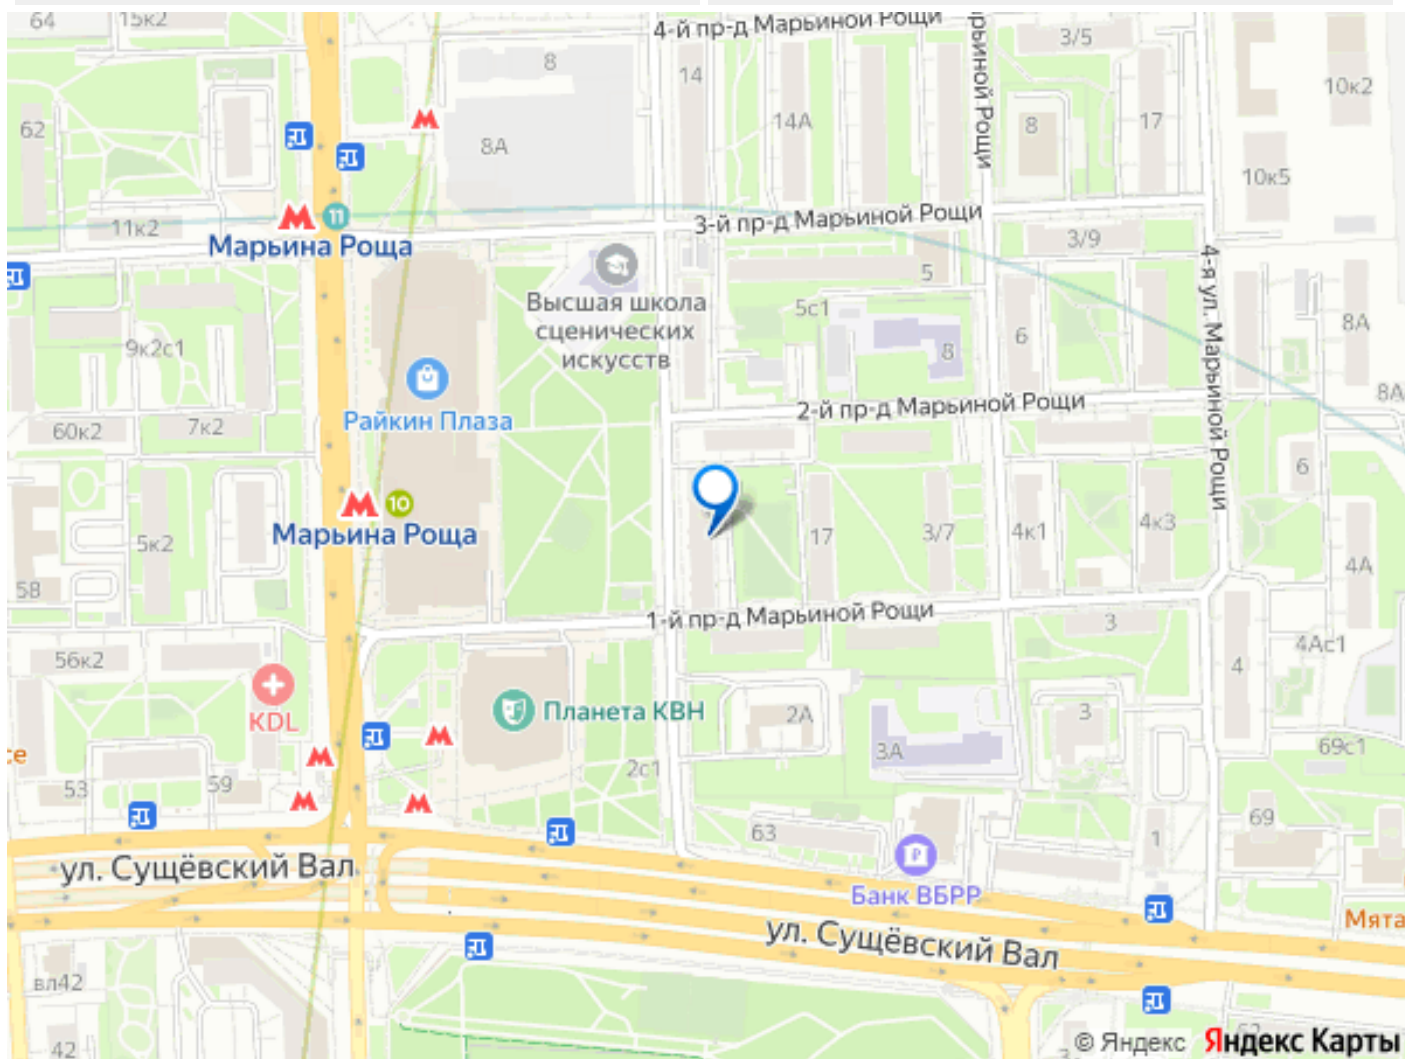 64
15к2
4-й пр-д Марьиной Рощи
3/5
8
14
10к2
62
14А
8
17
8А
рьиной Рощи
10к5
11
11к2
3-й пр-д Марьиной Рощи
Марьина Роща
3/9
5
Высшая школа
сценических
искусств
5с1
4-я ул. Марьиной Рощи
9к2с1
6
8А
8
Райкин Плаза
2-й пр-д Марьиной Рощи
8А
60к2
7к2
6
10
Марьина Роща
5к2
17
3/7
4к1
4к3
4А
58
1-й пр-д Марьиной Рощи
3
4Ас1
56к2
4
KDL
Планета КВН
2А
3
се
3А
69с1
2с1
53
59
63
1
69
ул. Сущёвский Вал
Банк ВБРР
Мята
ул. Сущёвский Вал
вл42
42
© Яндекс Яндекс Карты